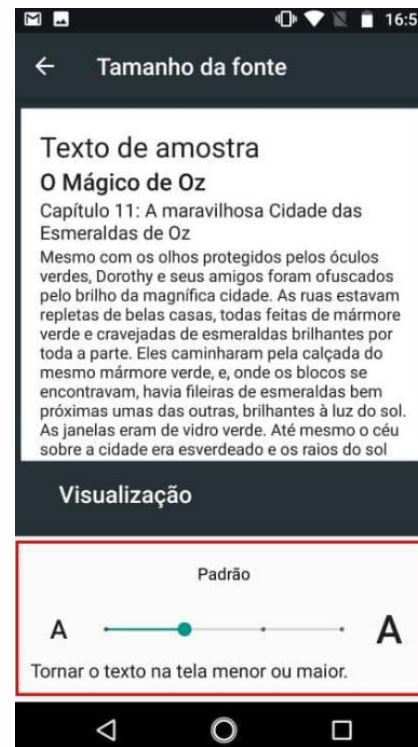 16:5
Tamanho da fonte
Texto de amostra
O Mágico de Oz
Capítulo 11: A maravilhosa Cidade das
Esmeraldas de Oz
Mesmo com os olhos protegidos pelos óculos
verdes, Dorothy e seus amigos foram ofuscados
pelo brilho da magnífica cidade. As ruas estavam
repletas de belas casas, todas feitas de mármore
verde e cravejadas de esmeraldas brilhantes por
toda a parte. Eles caminharam pela calçada do
mesmo mármore verde, e, onde os blocos se
encontravam, havia fileiras de esmeraldas bem
próximas umas das outras, brilhantes à luz do sol.
As janelas eram de vidro verde. Até mesmo o céu
sobre a cidade era esverdeado e os raios do sol
Visualização
Padrão
A A
Tornar o texto na tela menor ou maior.